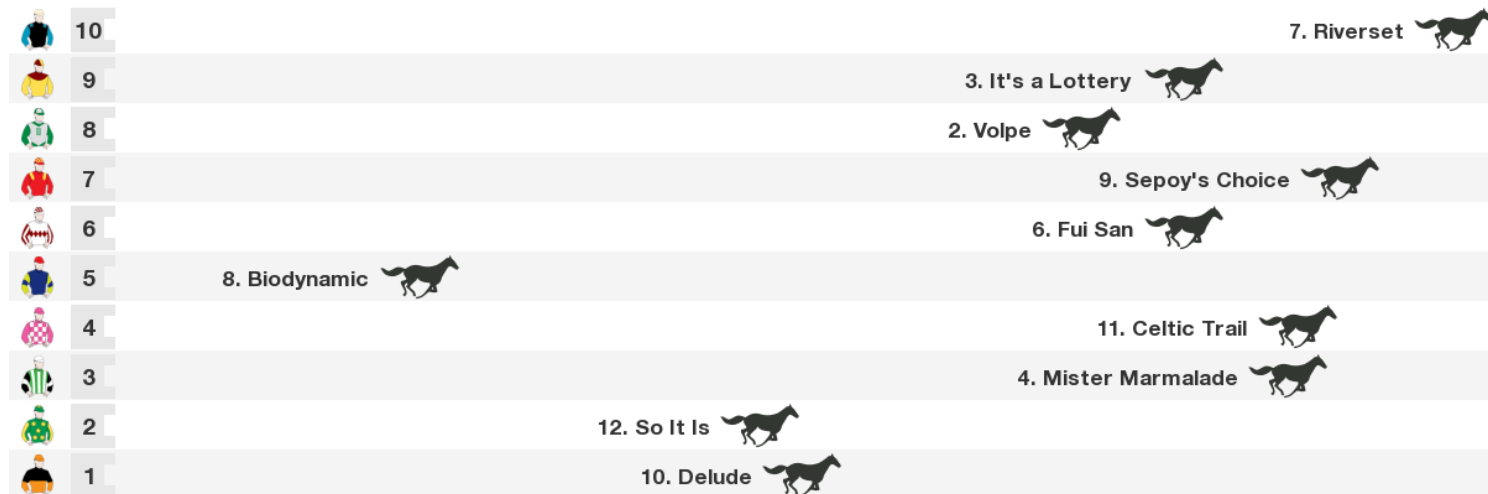 10 7. Riverset
9 3. It's a Lottery
8 2. Volpe
7 9. Sepoy's Choice
6 6. Fui San
5 8. Biodynamic
4 11. Celtic Trail
3 4. Mister Marmalade
2 12. So It Is
1 10. Delude